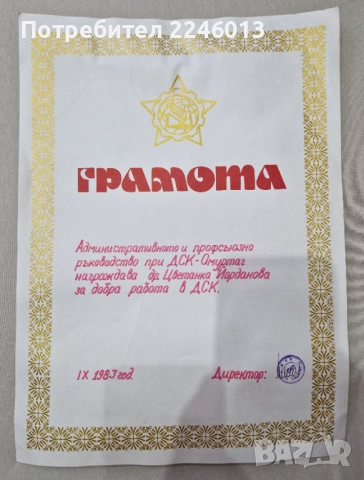 Потребител 2246013
ГРАМОТА
Административното и профсъюзно
ръководство при ДСК-Омуртаг
награждава др. Цветанка Йорданова
за добра работа в ДСК.
IX 1983 год.
Директор:
BAZAR